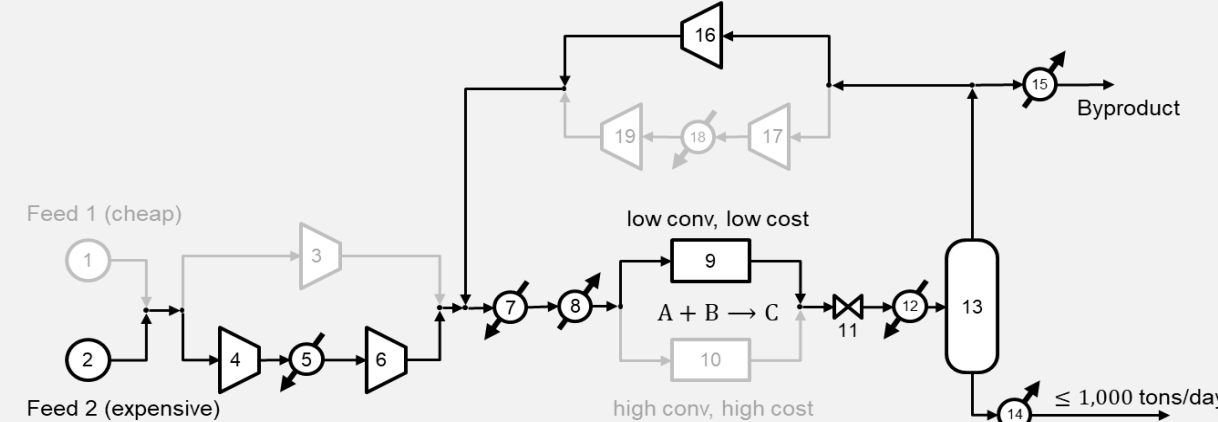 16
15
Byproduct
19
18
17
Feed 1 (cheap)
low conv, low cost
1
3
9
7
8
A + B ⟶ C
11
12
13
2
4
5
6
10
Feed 2 (expensive)
high conv, high cost
14
≤ 1,000 tons/day